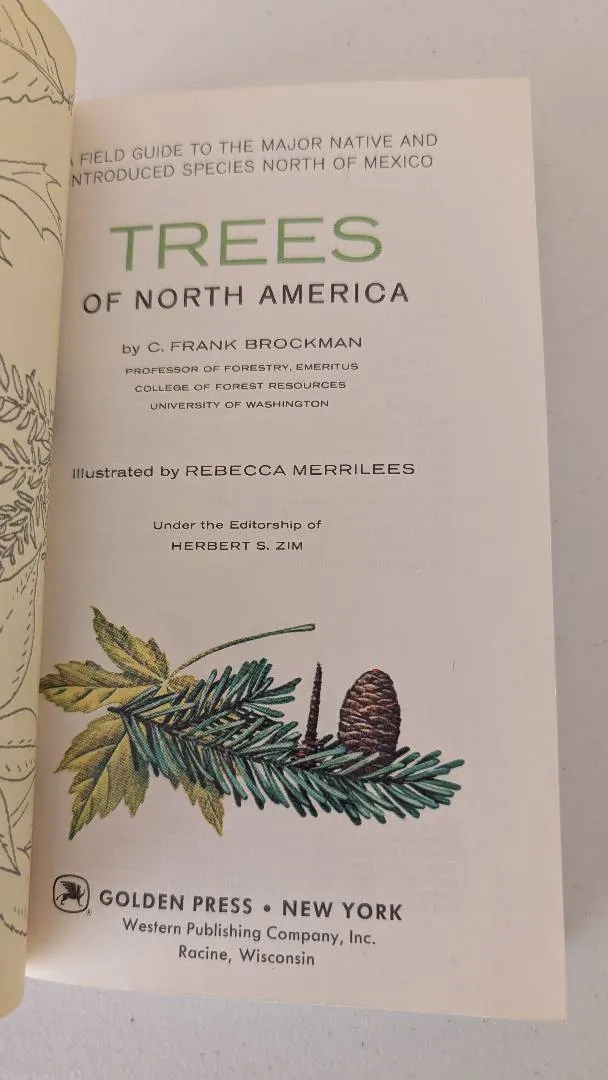 A FIELD GUIDE TO THE MAJOR NATIVE AND
NTRODUCED SPECIES NORTH OF MEXICO
TREES
OF NORTH AMERICA
by C. FRANK BROCKMAN
PROFESSOR OF FORESTRY, EMERITUS
COLLEGE OF FOREST RESOURCES
UNIVERSITY OF WASHINGTON
Illustrated by REBECCA MERRILEES
Under the Editorship of
HERBERT S. ZIM
GOLDEN PRESS • NEW YORK
®
Western Publishing Company, Inc.
Racine, Wisconsin